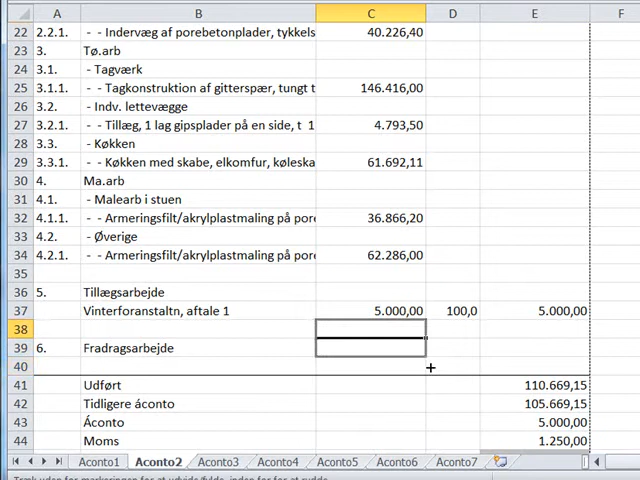 A B C D E F
22 2.2.1. - - Indervæg af porebetonplader, tykkels 40.226,40
23 3. Tø.arb
24 3.1. - Tagværk
25 3.1.1. - - Tagkonstruktion af gitterspær, tungt t 146.416,00
26 3.2. - Indv. lettevægge
27 3.2.1. - - Tillæg, 1 lag gipsplader på en side, t 1 4.793,50
28 3.3. - Køkken
29 3.3.1. - - Køkken med skabe, elkomfur, køleska 61.692,11
30 4. Ma.arb
31 4.1. - Malearb i stuen
32 4.1.1. - - Armeringsfilt/akrylplastmaling på pore 36.866,20
33 4.2. - Øverige
34 4.2.1. - - Armeringsfilt/akrylplastmaling på pore 62.286,00
35
36 5. Tillægsarbejde
37 Vinterforanstaltn, aftale 1 5.000,00 100,0 5.000,00
38
39 6. Fradragsarbejde
40
41 Udført 110.669,15
42 Tidligere áconto 105.669,15
43 Áconto 5.000,00
44 Moms 1.250,00
Aconto1 Aconto2 Aconto3 Aconto4 Aconto5 Aconto6 Aconto7